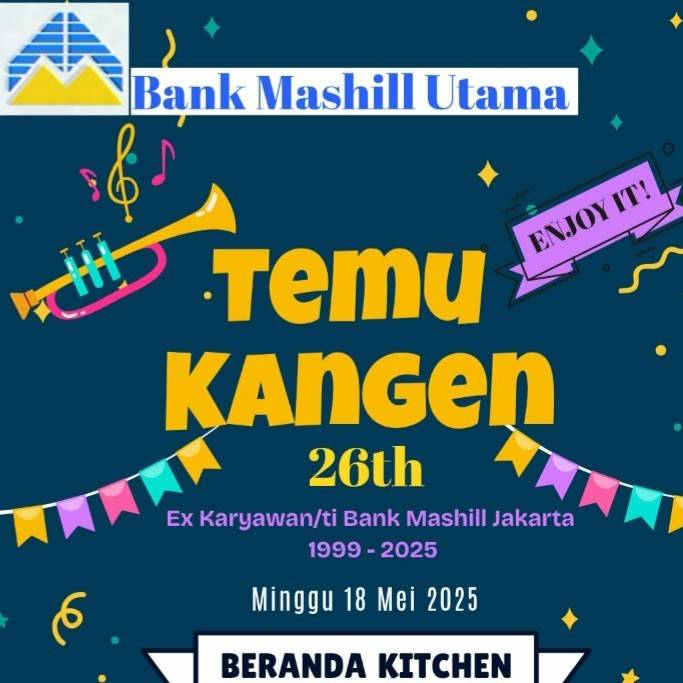 Bank Mashill Utama
ENJOY IT!
Temu
Kangen
26th
Ex Karyawan/ti Bank Mashill Jakarta
1999 - 2025
Minggu 18 Mei 2025
BERANDA KITCHEN